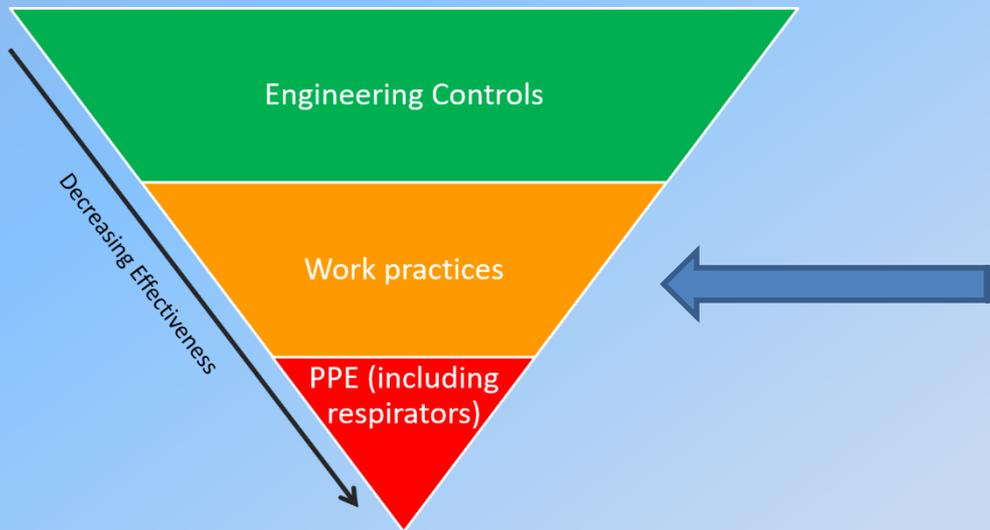 Engineering Controls
Decreasing Effectiveness
Work practices
PPE (including
respirators)